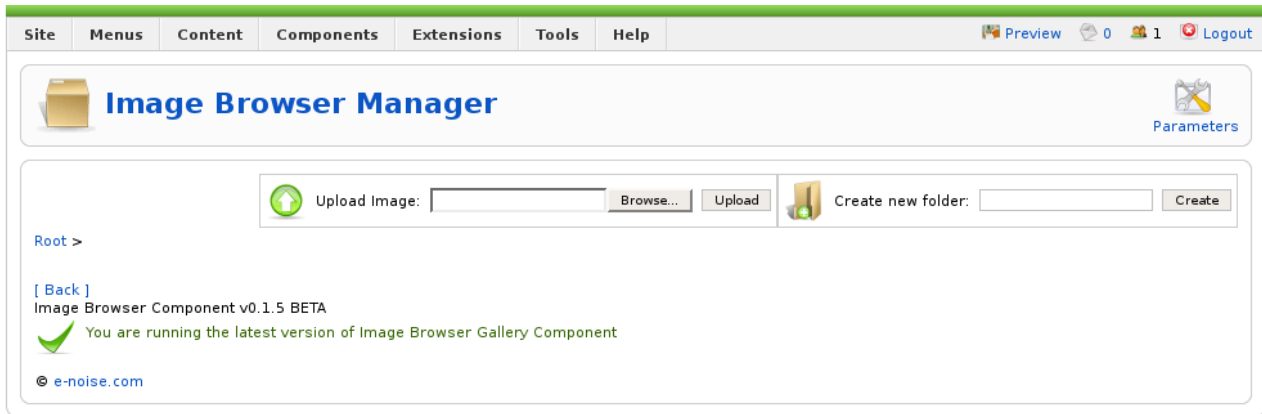 Site Menus Content Components Extensions Tools Help Preview 0 1 Logout
Image Browser Manager
Parameters
Upload Image: Browse... Upload Create new folder: Create
Root >
[ Back ]
Image Browser Component v0.1.5 BETA
You are running the latest version of Image Browser Gallery Component
© e-noise.com